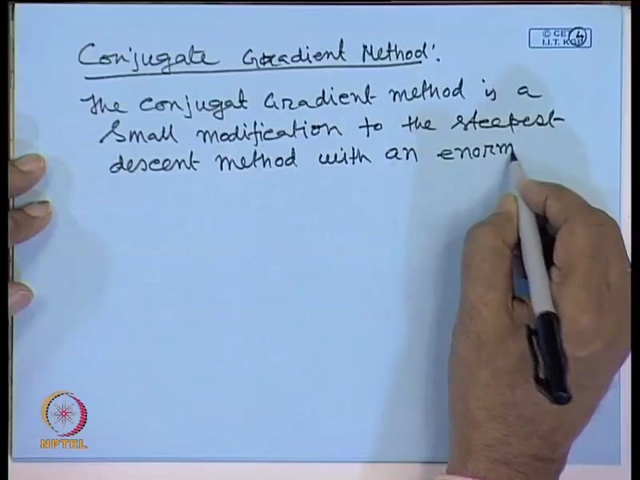 Conjugate Gradient Method:
© CET
I.I.T. KGP
The conjugat Gradient method is a
Small modification to the steepest-
descent method with an enorm
NPTEL